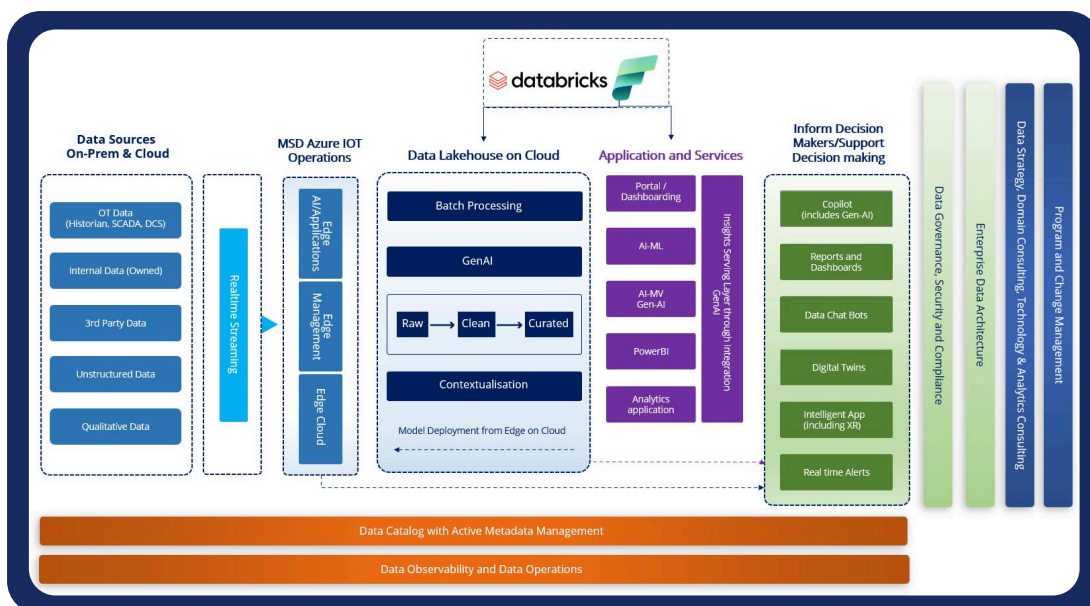 databricks
Data Sources
On-Prem & Cloud
OT Data
(Historian, SCADA, DCS)
Internal Data (Owned)
3rd Party Data
Unstructured Data
Qualitative Data
Realtime Streaming
MSD Azure IOT
Operations
Edge
AI/Applications
Edge
Management
Edge Cloud
Data Lakehouse on Cloud
Batch Processing
GenAI
Raw
Clean
Curated
Contextualisation
Model Deployment from Edge on Cloud
Application and Services
Portal /
Dashboarding
AI-ML
AI-MV
Gen-AI
PowerBI
Analytics
application
Insights Serving Layer through integration
GenAI
Inform Decision
Makers/Support
Decision making
Copilot
(includes Gen-AI)
Reports and
Dashboards
Data Chat Bots
Digital Twins
Intelligent App
(including XR)
Real time Alerts
Data Governance, Security and Compliance
Enterprise Data Architecture
Data Strategy, Domain Consulting, Technology & Analytics Consulting
Program and Change Management
Data Catalog with Active Metadata Management
Data Observability and Data Operations